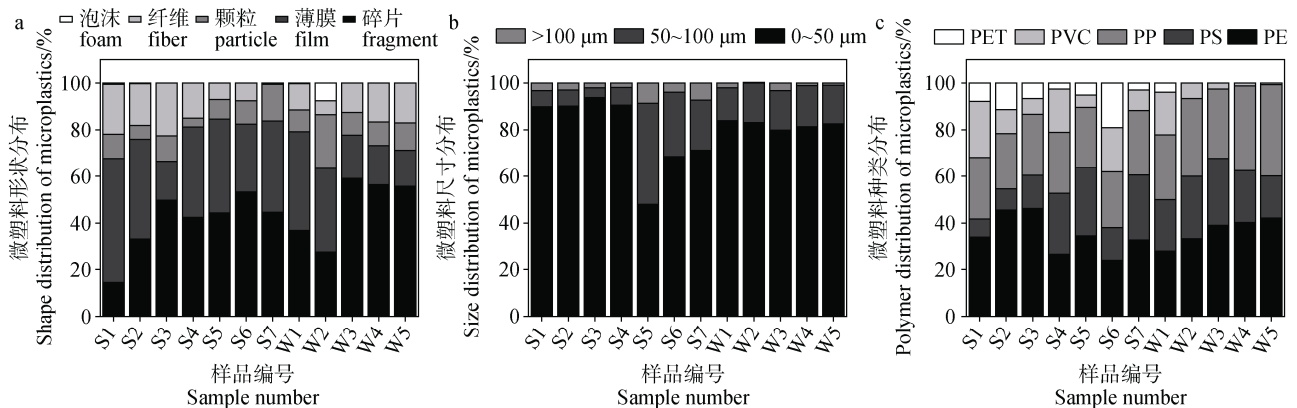 a
泡沫 纤维 颗粒 薄膜 碎片
foam fiber particle film fragment
微塑料形状分布
Shape distribution of microplastics/%
100
80
60
40
20
0
S1 S2 S3 S4 S5 S6 S7 W1 W2 W3 W4 W5
样品编号
Sample number
b
>100 μm 50~100 μm 0~50 μm
微塑料尺寸分布
Size distribution of microplastics/%
100
80
60
40
20
0
S1 S2 S3 S4 S5 S6 S7 W1 W2 W3 W4 W5
样品编号
Sample number
c
PET PVC PP PS PE
微塑料种类分布
Polymer distribution of microplastics/%
100
80
60
40
20
0
S1 S2 S3 S4 S5 S6 S7 W1 W2 W3 W4 W5
样品编号
Sample number